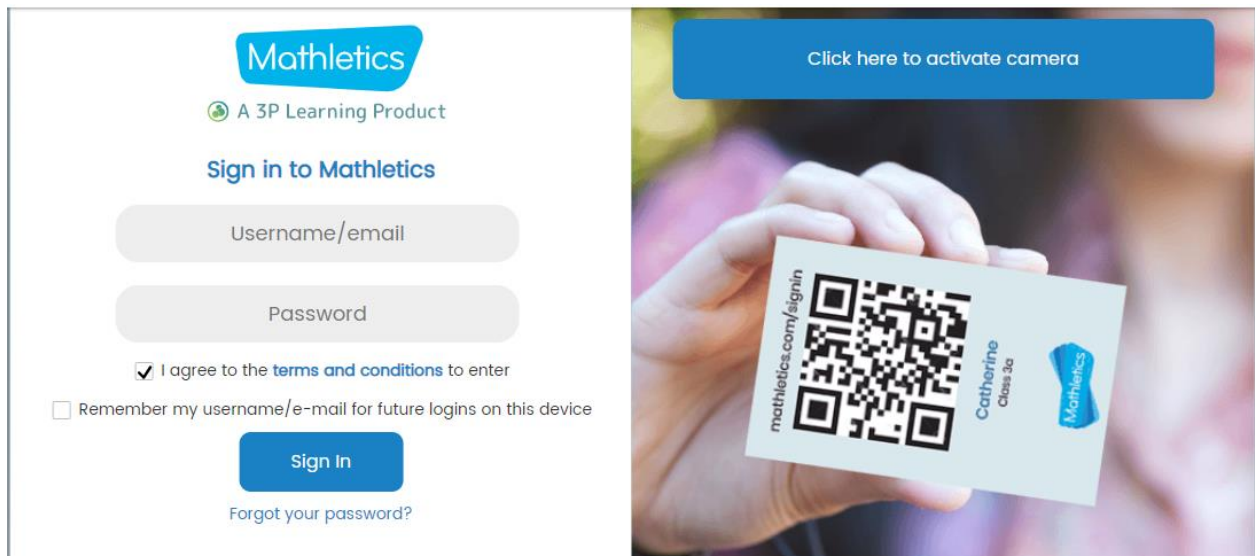 Mathletics
A 3P Learning Product
Sign in to Mathletics
Username/email
Password
I agree to the terms and conditions to enter
Remember my username/e-mail for future logins on this device
Sign In
Forgot your password?
Click here to activate camera
mathletics.com/signin
Catherine
Class 3a
Mathletics